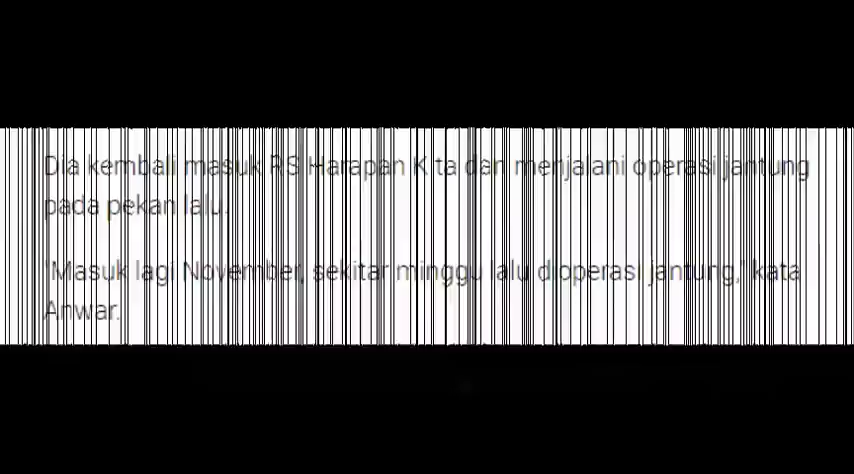 Dia kembali masuk RS Harapan Kita dan menjalani operasi jantung
pada pekan lalu.
"Masuk lagi November, sekitar minggu lalu dioperasi jantung," kata
Anwar.